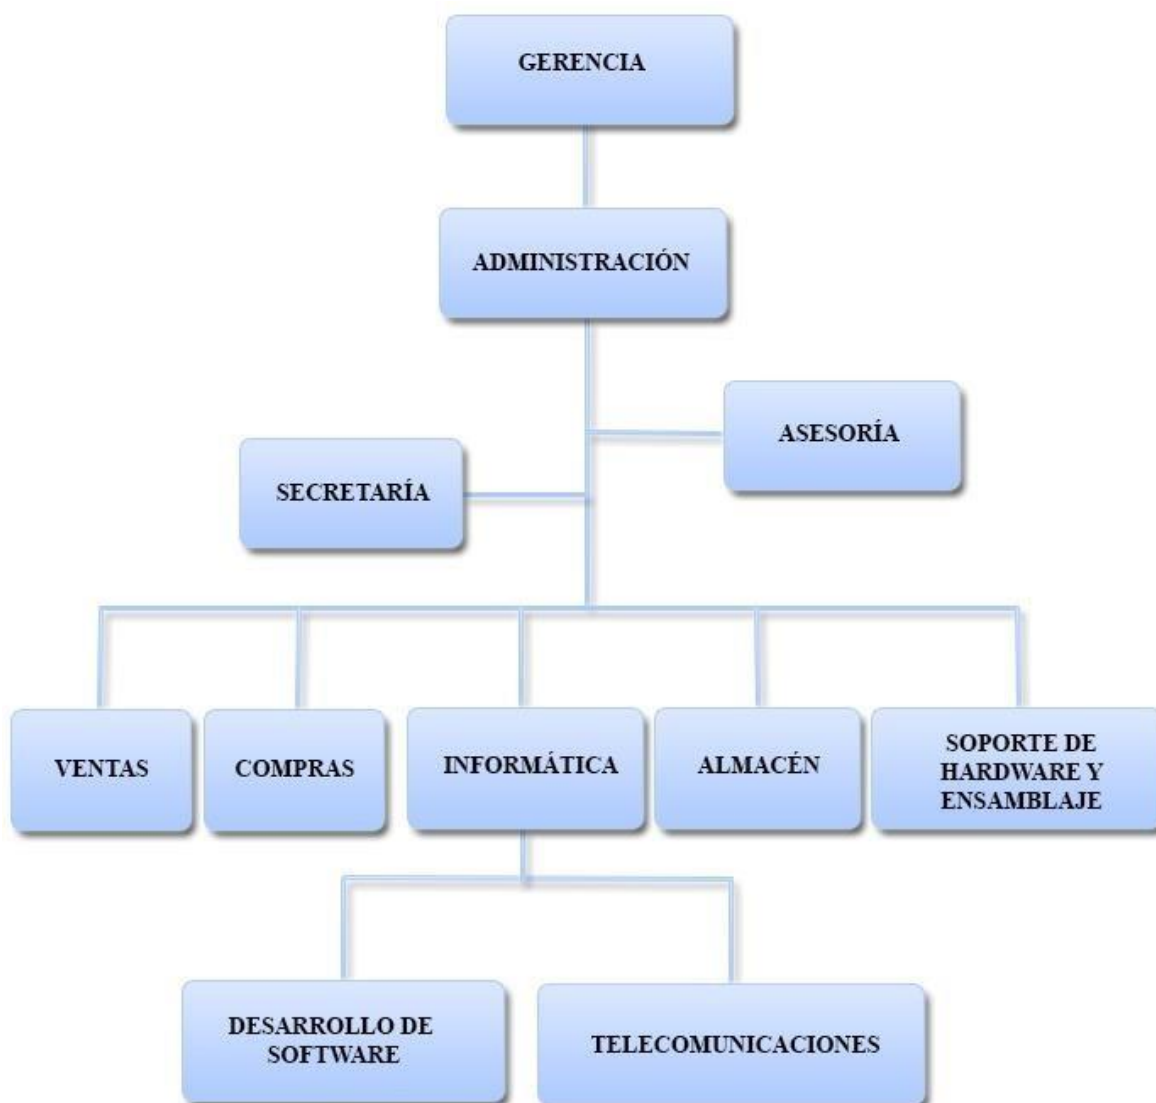 GERENCIA
ADMINISTRACIÓN
ASESORÍA
SECRETARÍA
VENTAS
COMPRAS
INFORMÁTICA
ALMACÉN
SOPORTE DE
HARDWARE Y
ENSAMBLAJE
DESARROLLO DE
SOFTWARE
TELECOMUNICACIONES